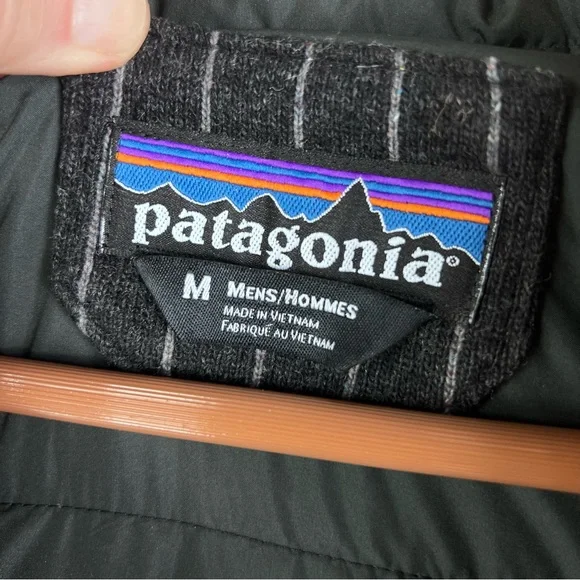 patagonia®
M MENS/HOMMES
MADE IN VIETNAM
FABRIQUÉ AU VIETNAM